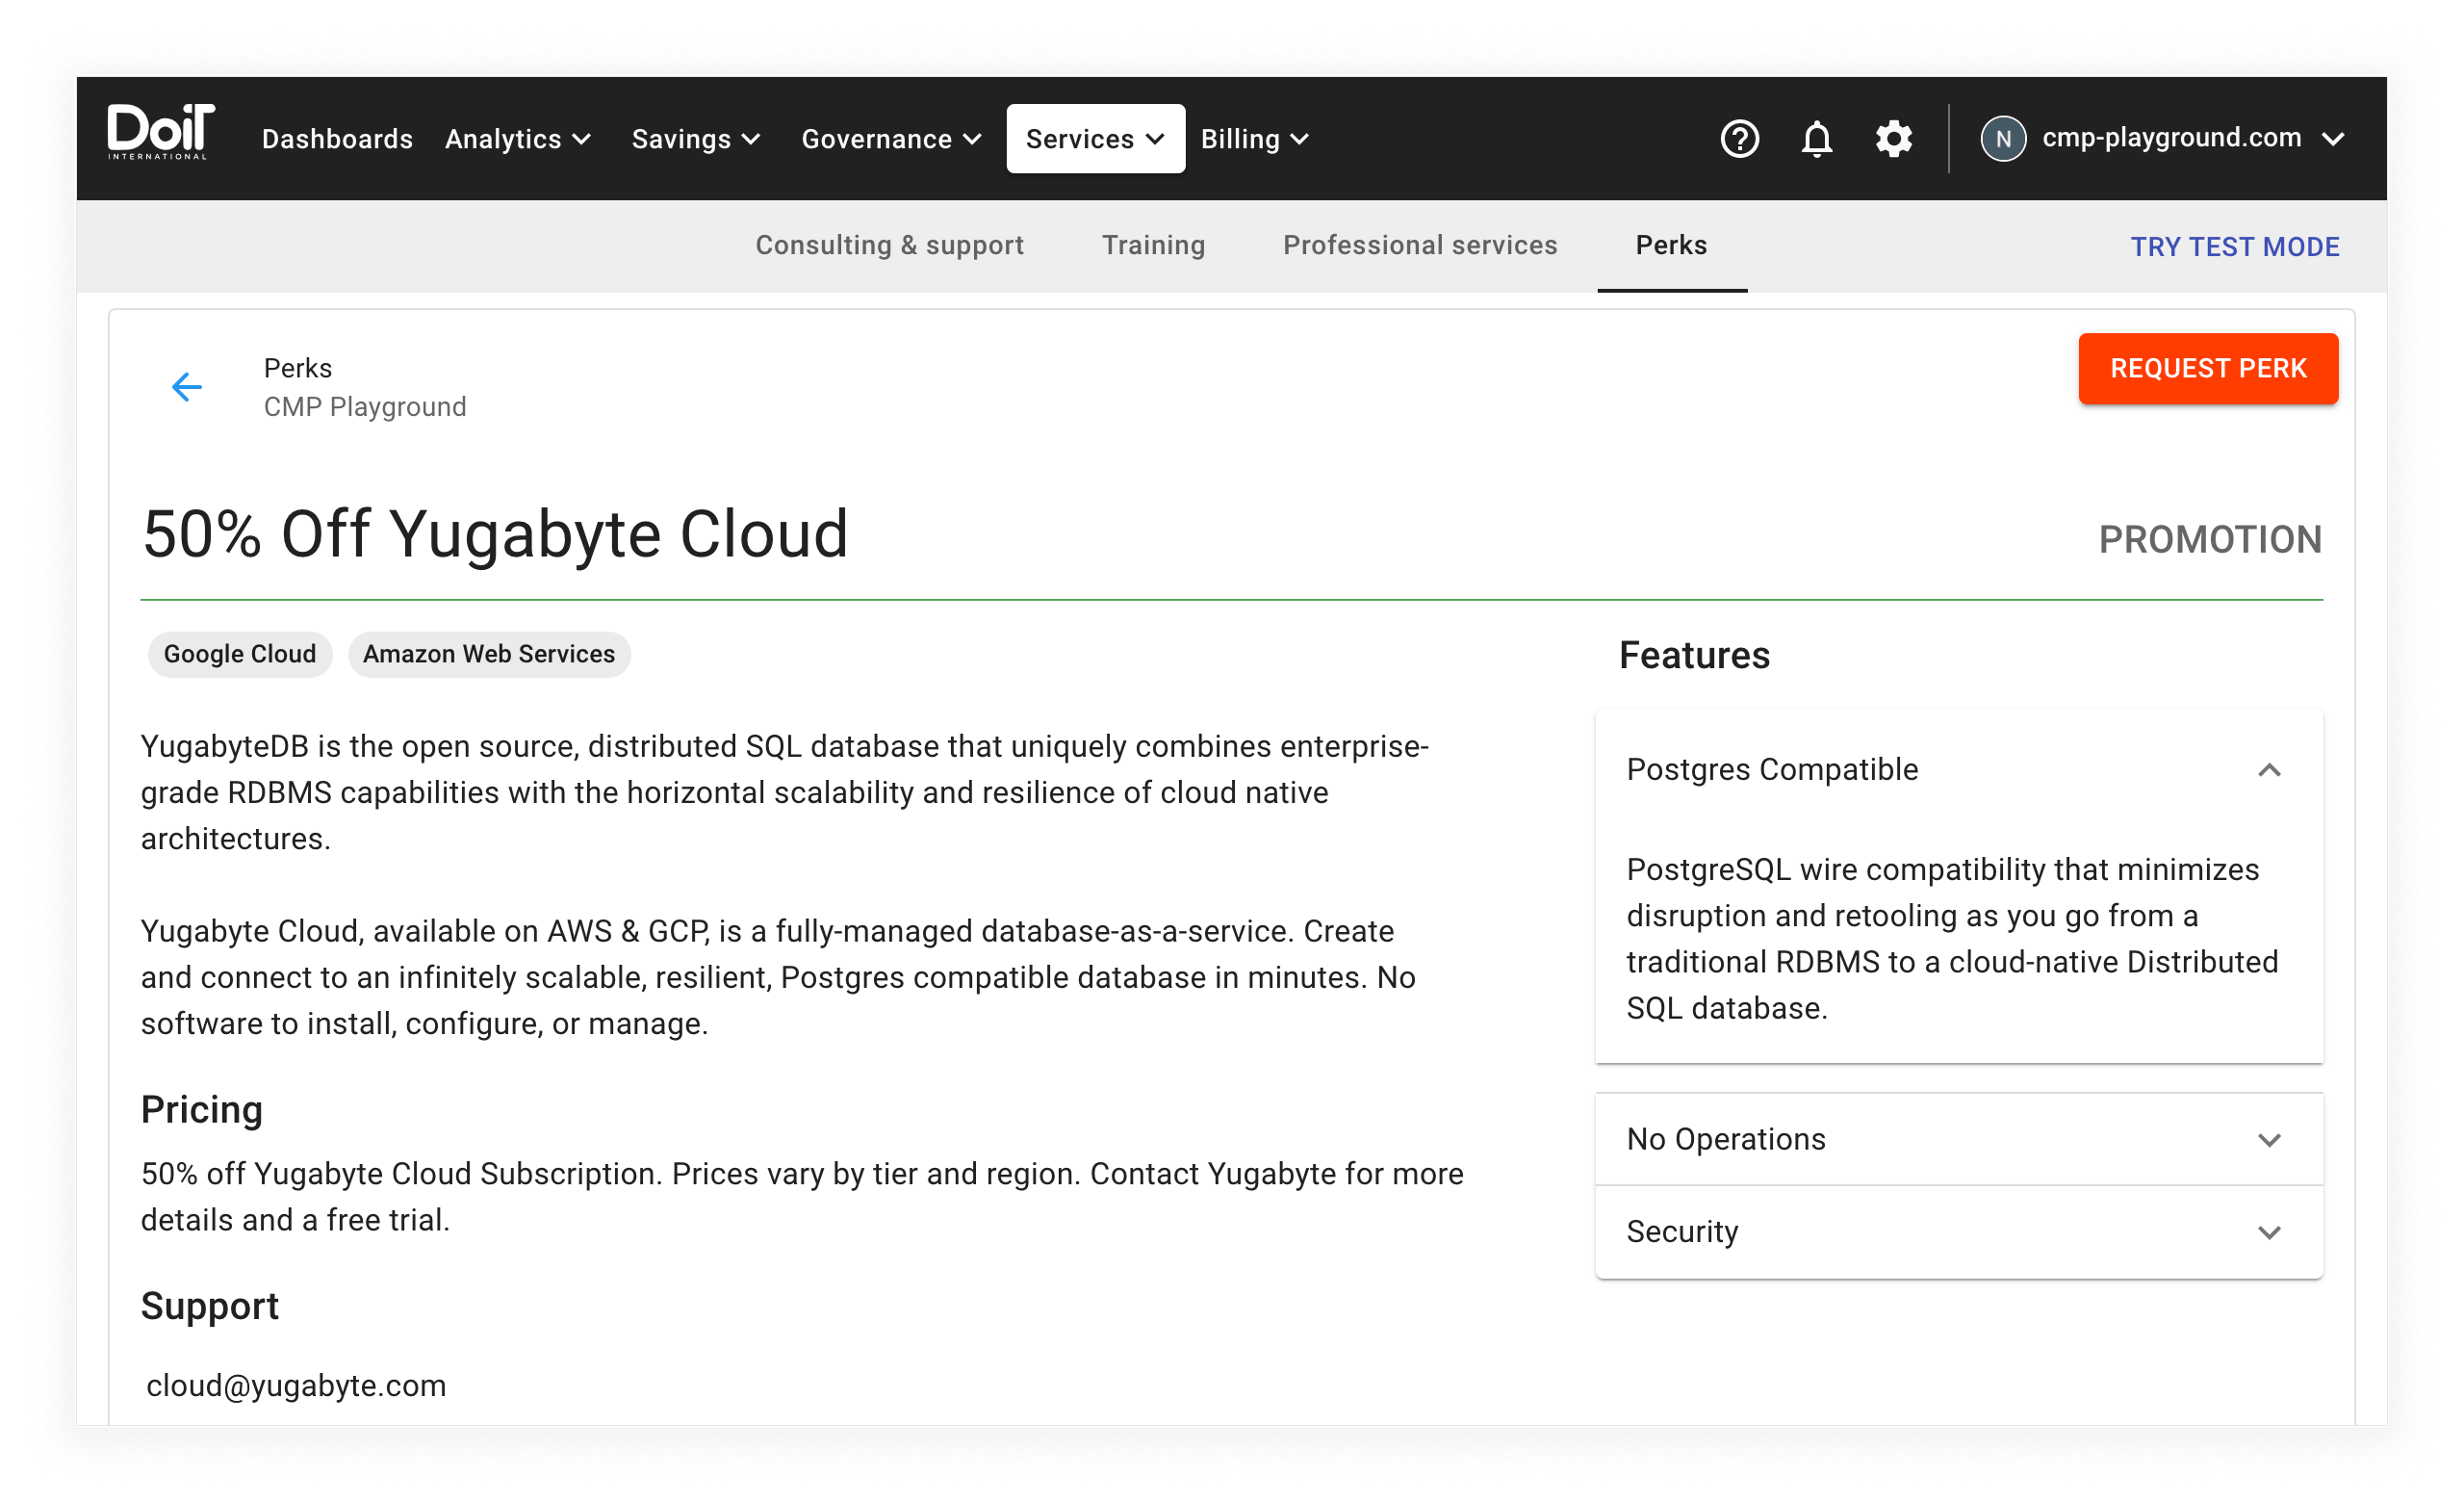 DoiT
INTERNATIONAL
Dashboards
Analytics
Savings
Governance
Services
Billing
N
cmp-playground.com
Consulting & support
Training
Professional services
Perks
TRY TEST MODE
Perks
CMP Playground
REQUEST PERK
50% Off Yugabyte Cloud
PROMOTION
Google Cloud
Amazon Web Services
YugabyteDB is the open source, distributed SQL database that uniquely combines enterprise-
grade RDBMS capabilities with the horizontal scalability and resilience of cloud native
architectures.
Yugabyte Cloud, available on AWS & GCP, is a fully-managed database-as-a-service. Create
and connect to an infinitely scalable, resilient, Postgres compatible database in minutes. No
software to install, configure, or manage.
Pricing
50% off Yugabyte Cloud Subscription. Prices vary by tier and region. Contact Yugabyte for more
details and a free trial.
Support
cloud@yugabyte.com
Features
Postgres Compatible
PostgreSQL wire compatibility that minimizes
disruption and retooling as you go from a
traditional RDBMS to a cloud-native Distributed
SQL database.
No Operations
Security